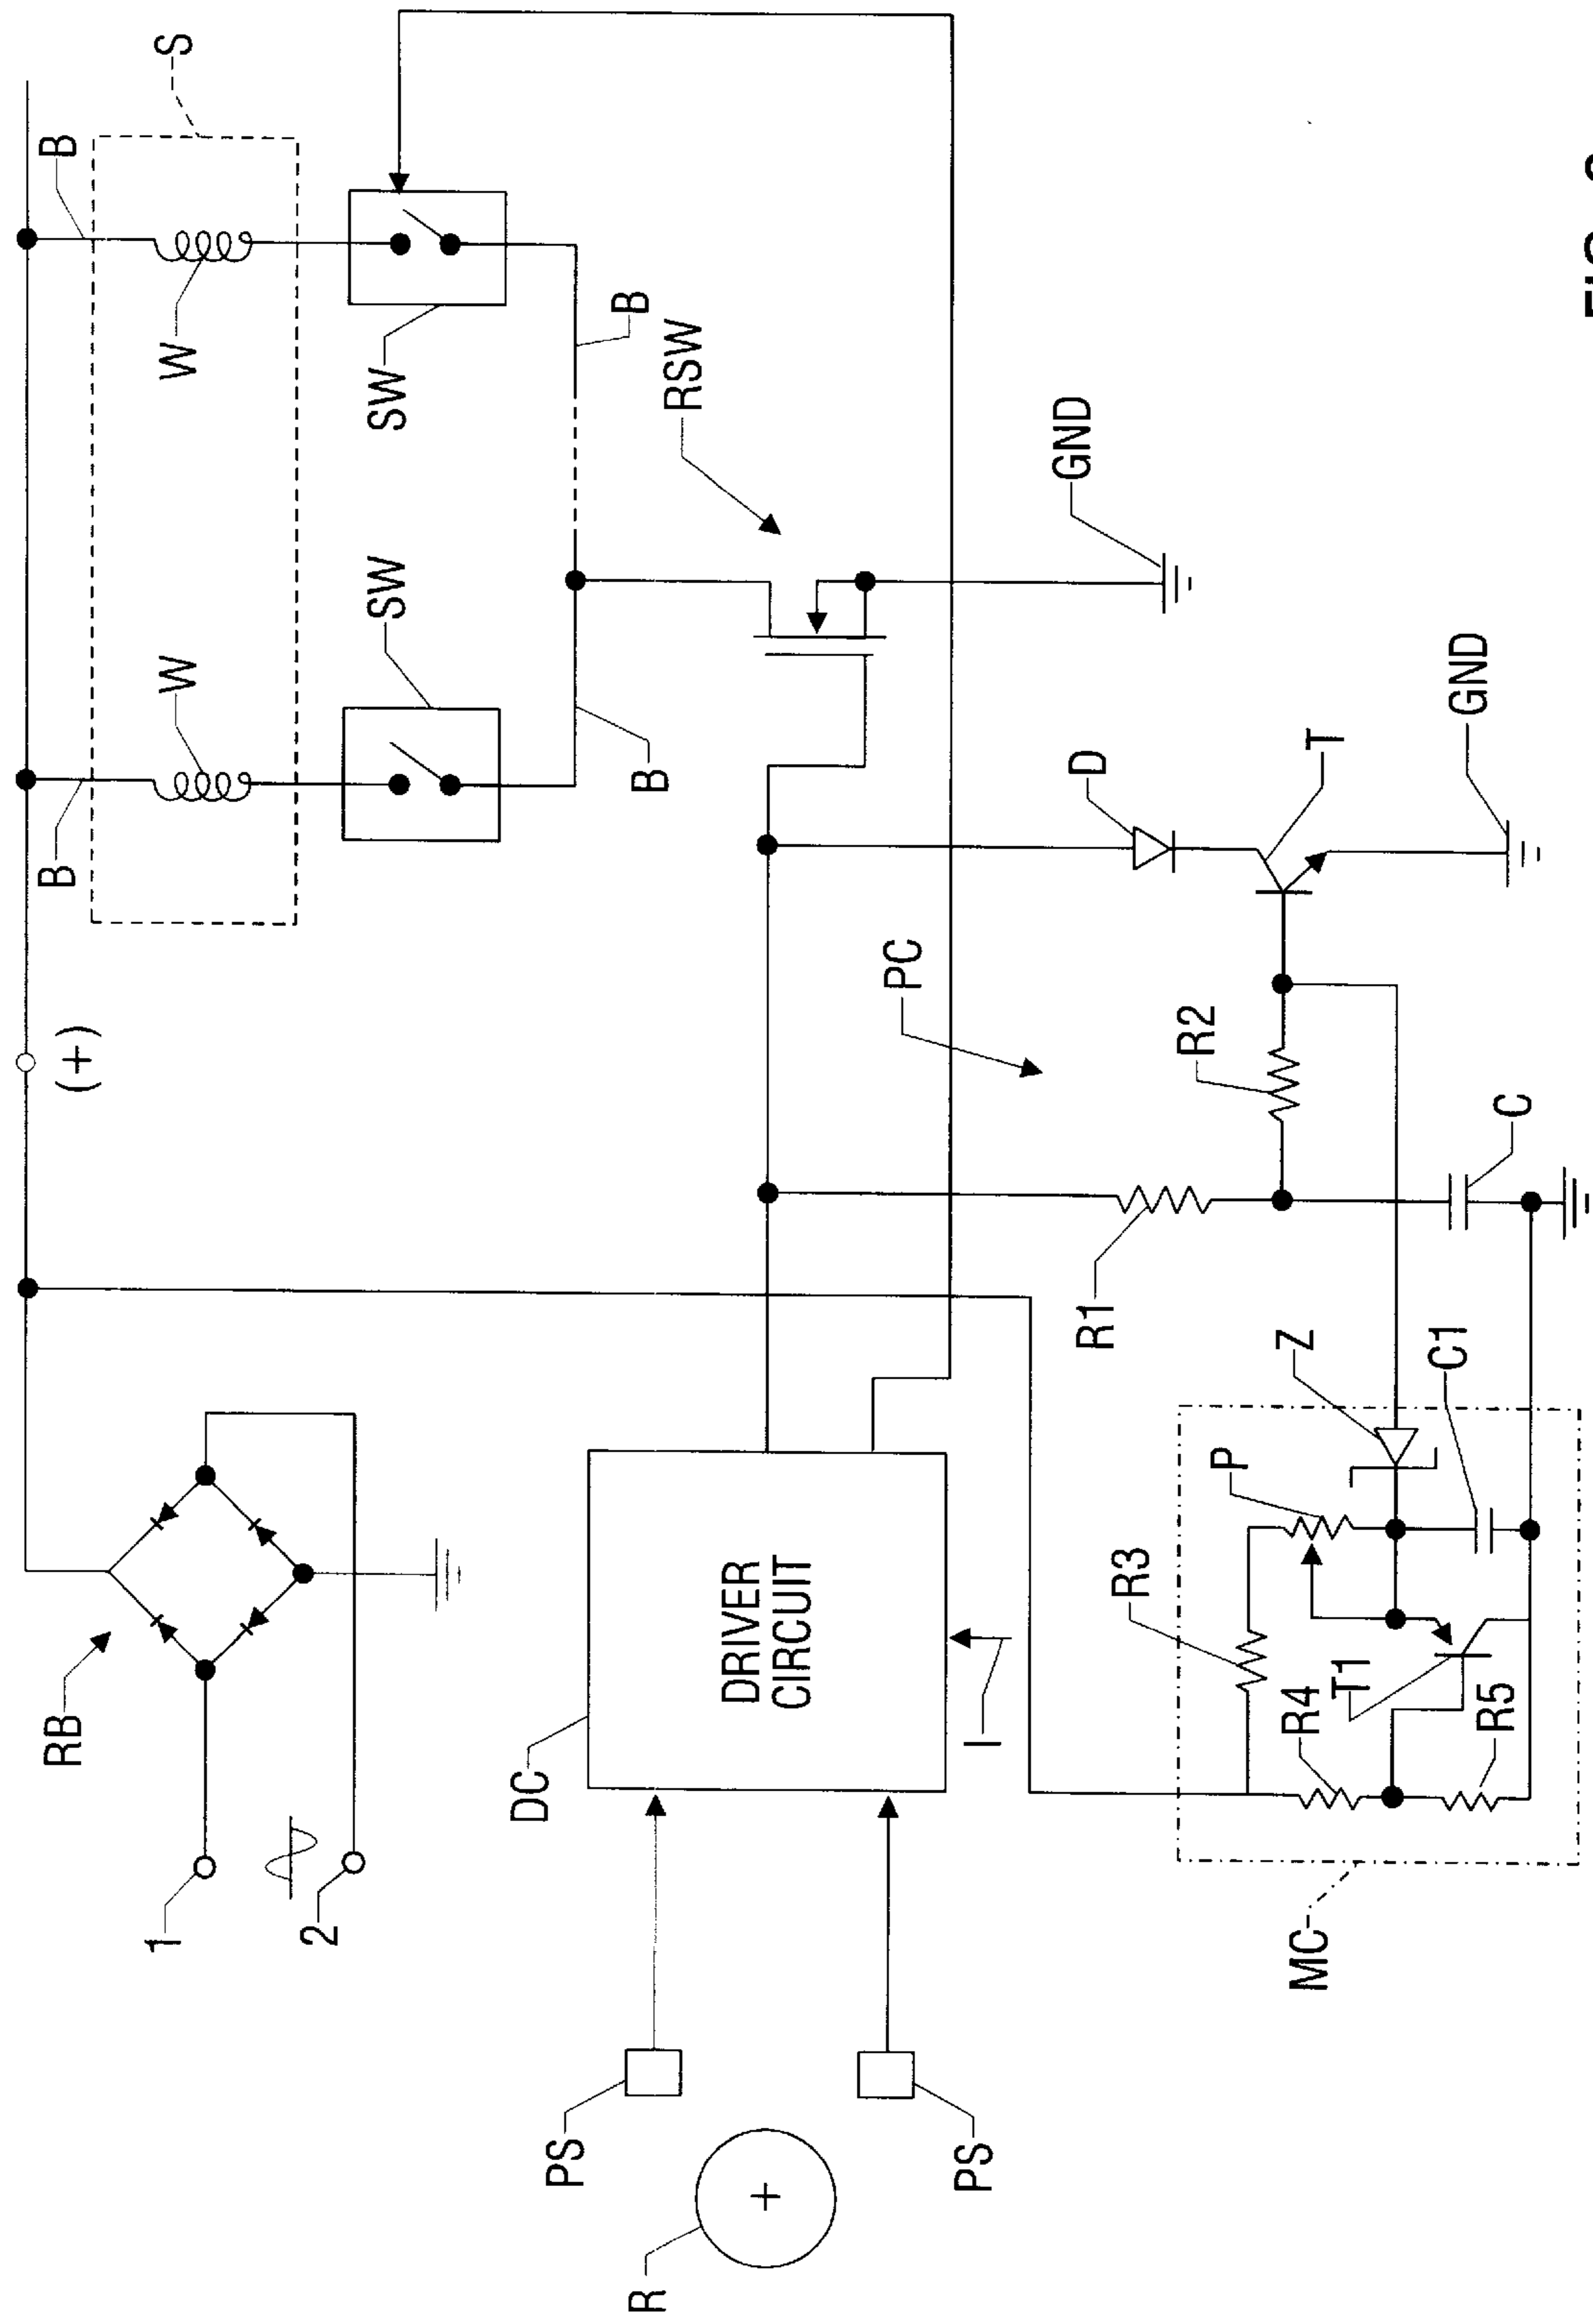 B
B
RB
(+)
S
1
W
W
2
SW
SW
DC
PS
R
B
B
RSW
DRIVER
CIRCUIT
PC
PS
I
GND
D
R1
R3
R2
P
MC
R4
Z
T
T1
C1
GND
R5
C
FIG.